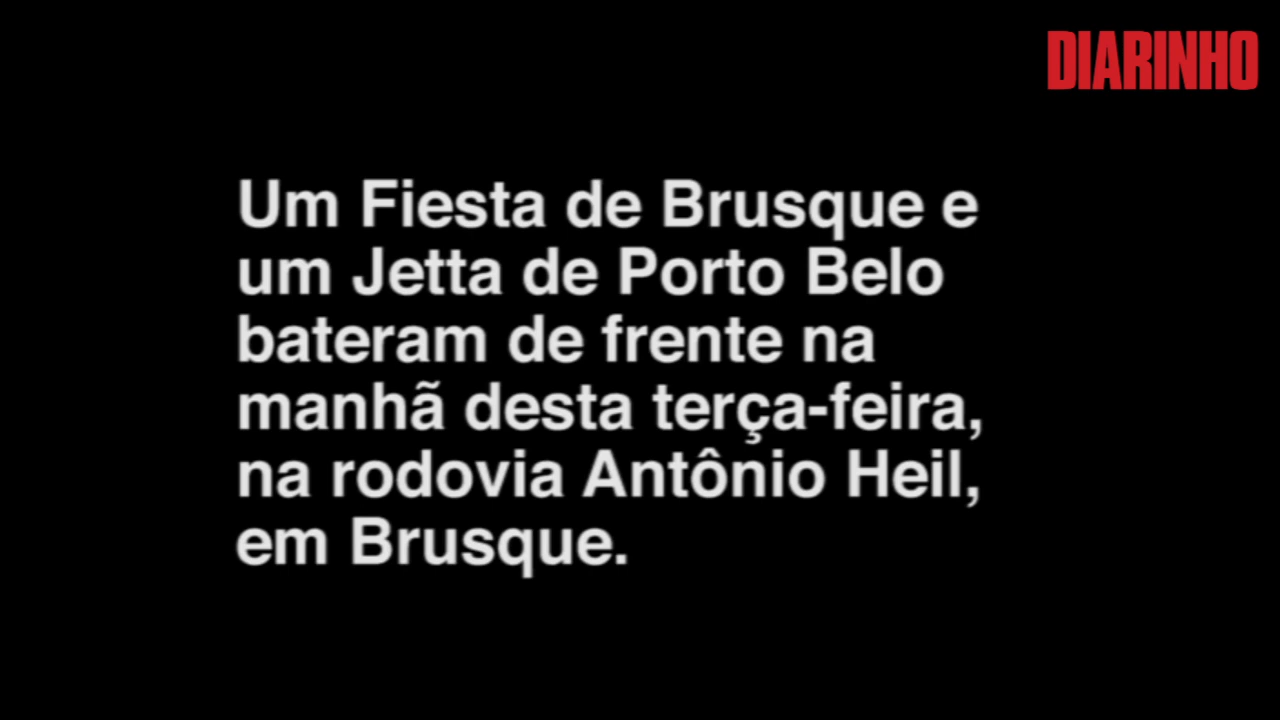 DIARINHO
Um Fiesta de Brusque e
um Jetta de Porto Belo
bateram de frente na
manhã desta terça-feira,
na rodovia Antônio Heil,
em Brusque.